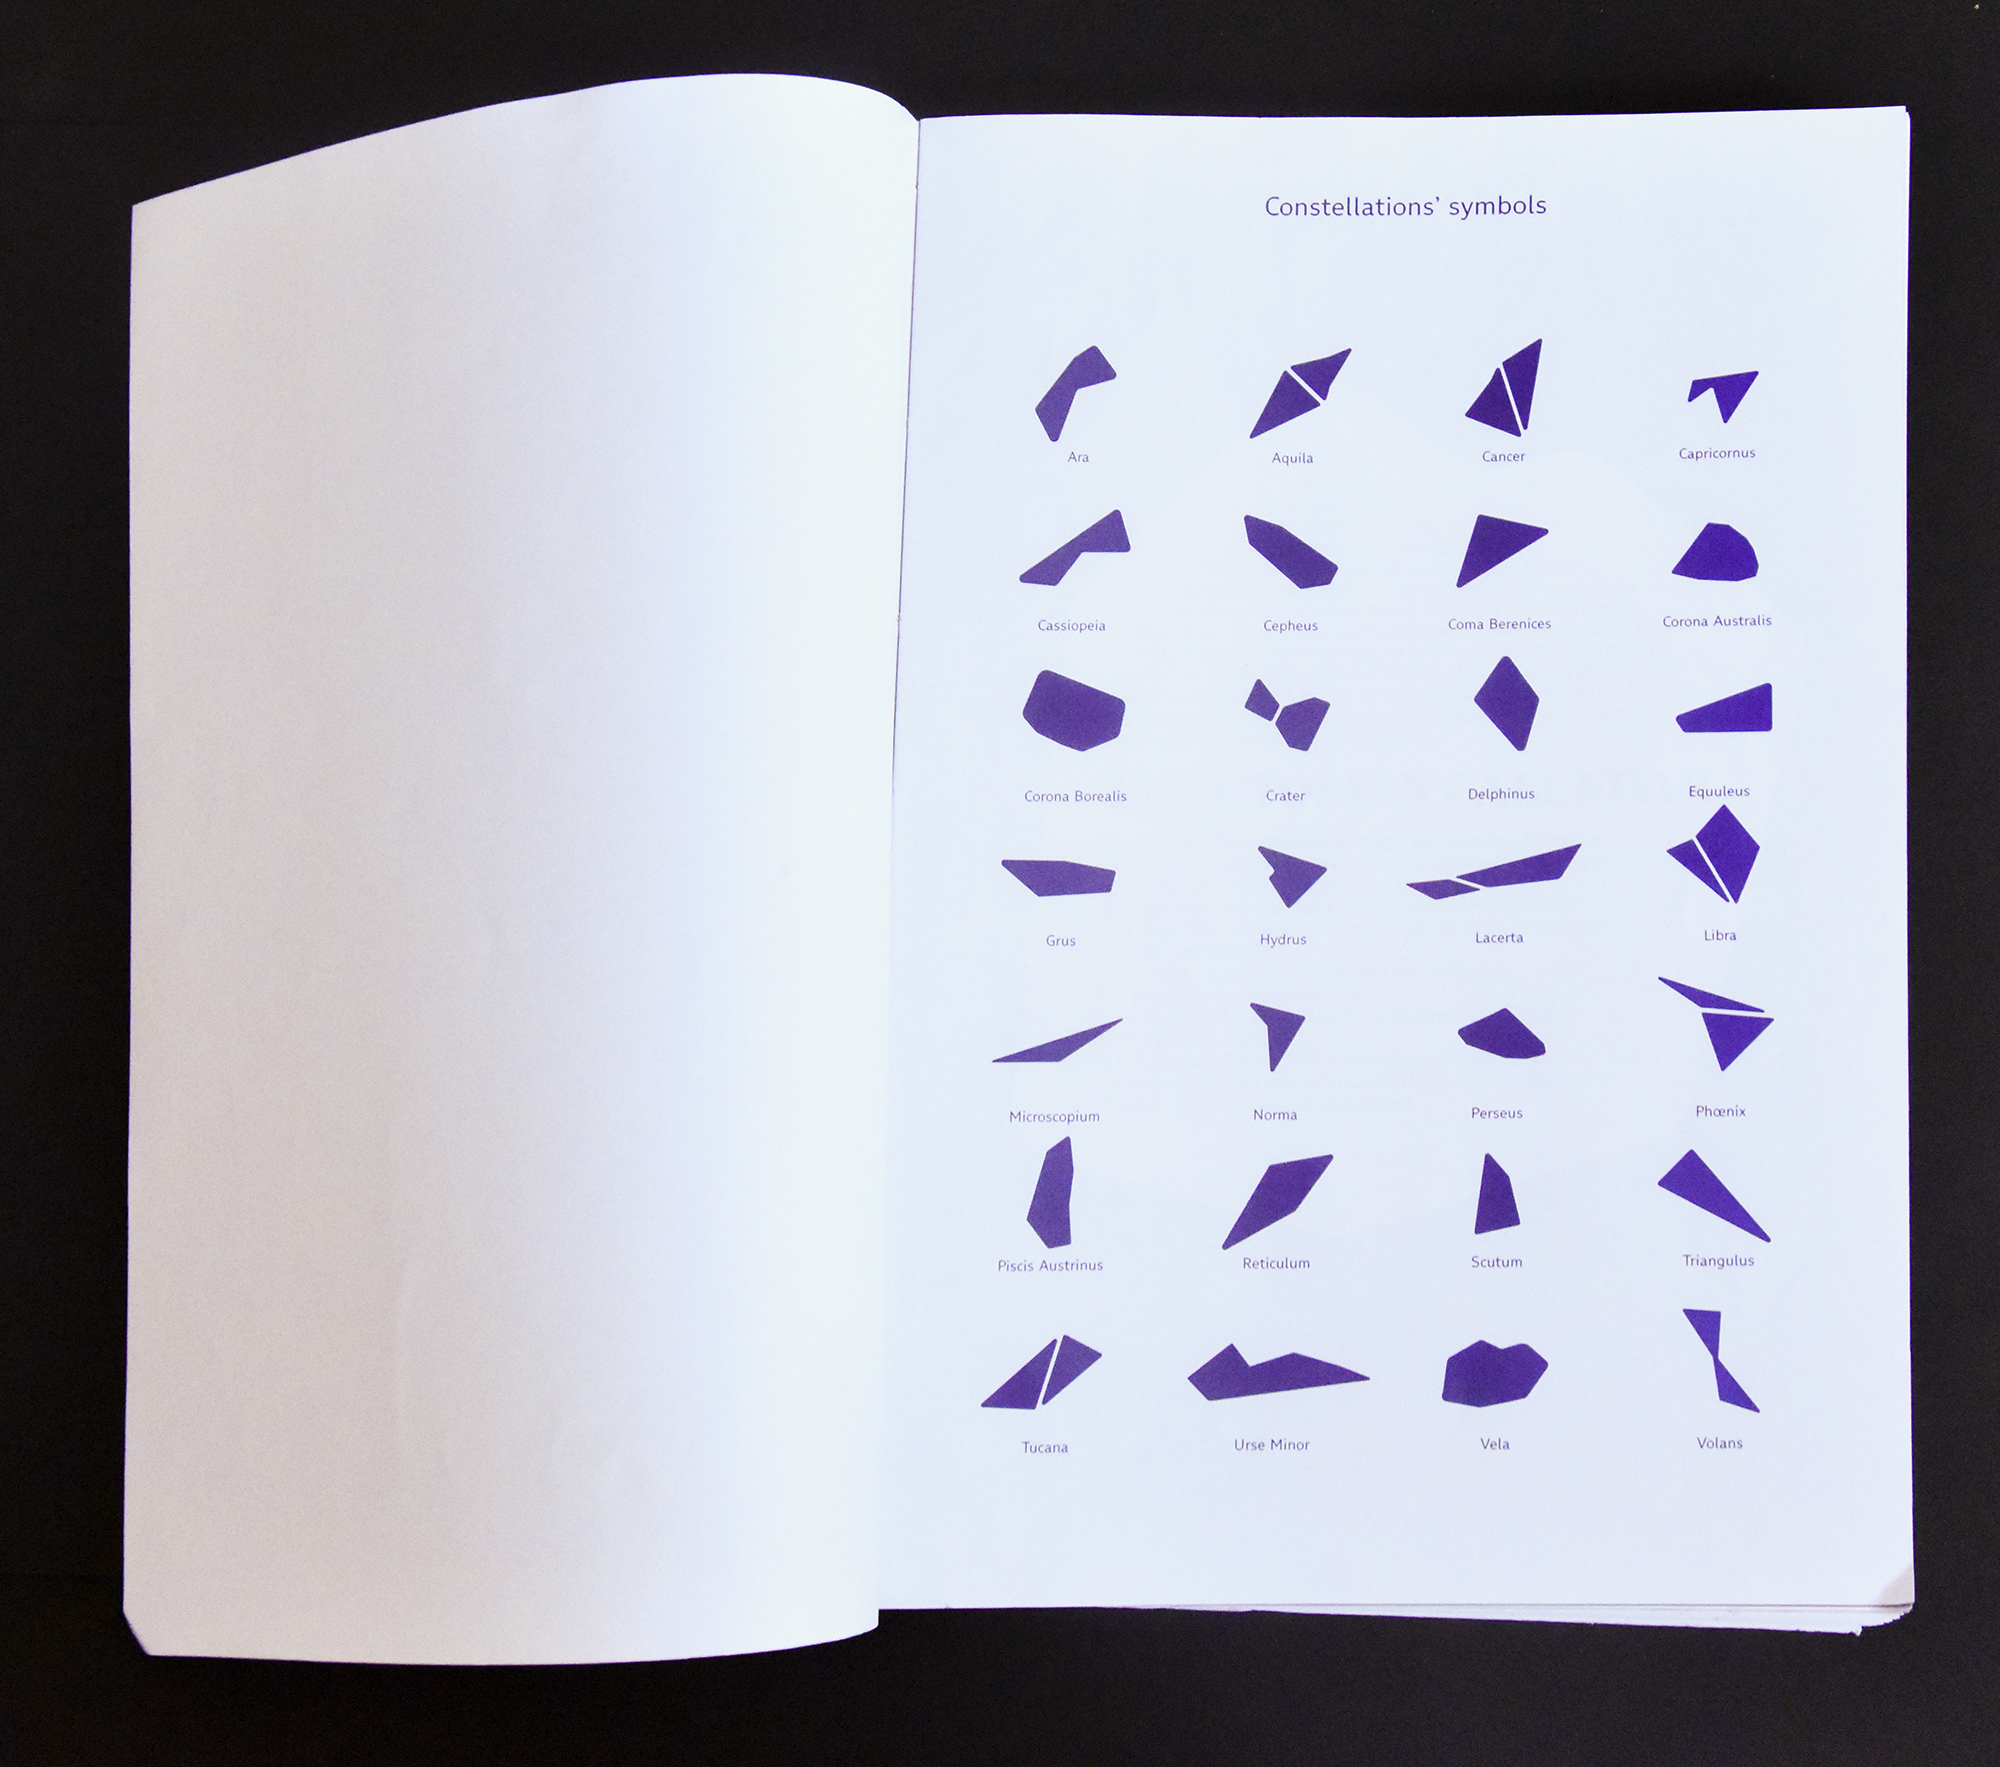 Constellations’ symbols
Ara Aquila Cancer Capricornus
Cassiopeia Cepheus Coma Berenices Corona Australis
Corona Borealis Crater Delphinus Equuleus
Grus Hydrus Lacerta Libra
Microscopium Norma Perseus Phœnix
Piscis Austrinus Reticulum Scutum Triangulus
Tucana Urse Minor Vela Volans